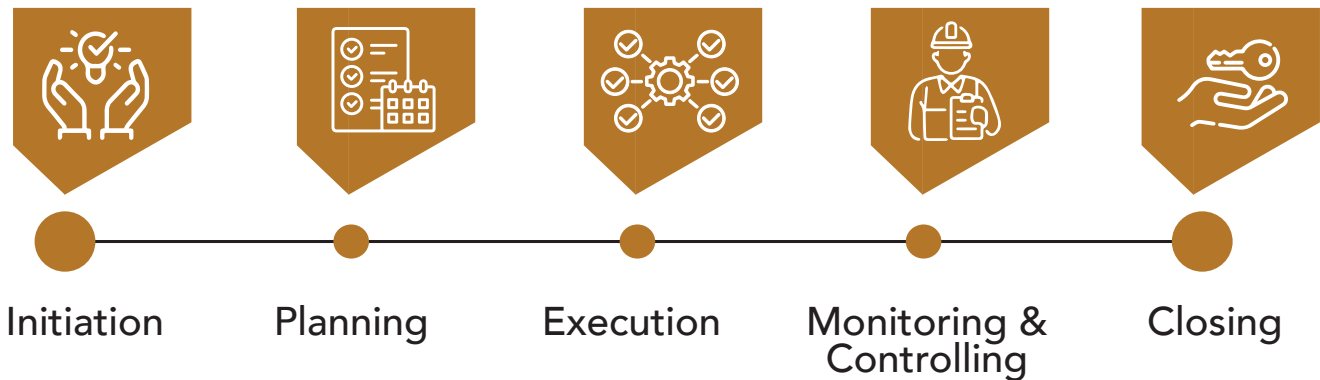 Initiation
Planning
Execution
Monitoring &
Controlling
Closing